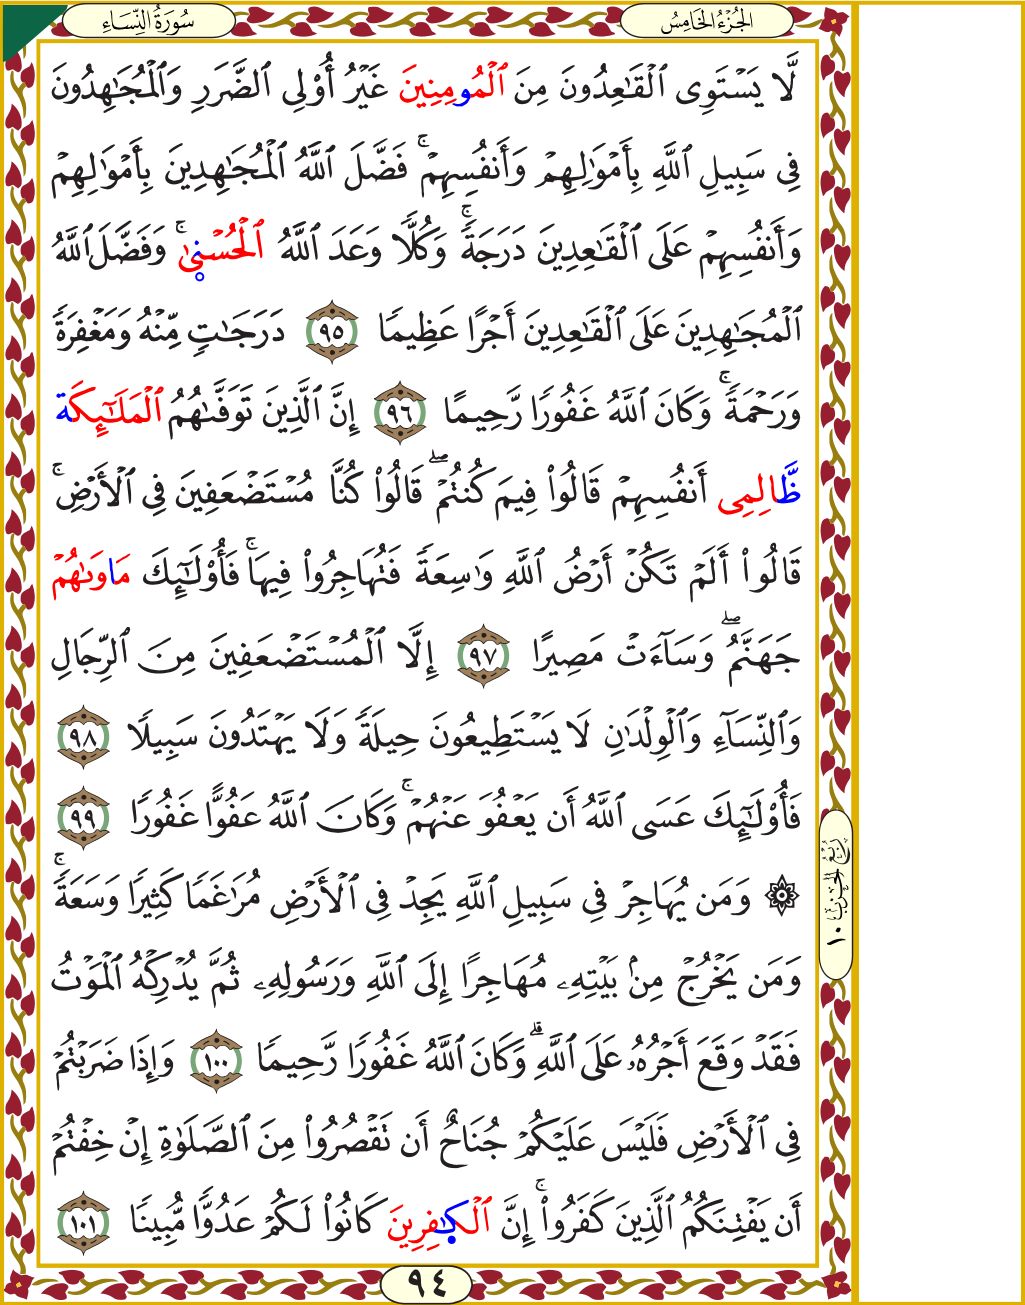 الجُزْءُ الخَامِسُ
سُورَةُ النِّسَاءِ
لَّا يَسْتَوِى ٱلْقَٰعِدُونَ مِنَ ٱلْمُومِنِينَ غَيْرُ أُوْلِى ٱلضَّرَرِ وَٱلْمُجَٰهِدُونَ
فِى سَبِيلِ ٱللَّهِ بِأَمْوَٰلِهِمْ وَأَنفُسِهِمْ ۚ فَضَّلَ ٱللَّهُ ٱلْمُجَٰهِدِينَ بِأَمْوَٰلِهِمْ
وَأَنفُسِهِمْ عَلَى ٱلْقَٰعِدِينَ دَرَجَةً ۚ وَكُلًّا وَعَدَ ٱللَّهُ ٱلْحُسْنىٰ ۚ وَفَضَّلَ ٱللَّهُ
ٱلْمُجَٰهِدِينَ عَلَى ٱلْقَٰعِدِينَ أَجْرًا عَظِيمًا ٩٥ دَرَجَٰتٍ مِّنْهُ وَمَغْفِرَةً
وَرَحْمَةً ۚ وَكَانَ ٱللَّهُ غَفُورًا رَّحِيمًا ٩٦ إِنَّ ٱلَّذِينَ تَوَفَّىٰهُمُ ٱلْمَلَٰٓئِكَة
ظَّالِمِى أَنفُسِهِمْ قَالُوا۟ فِيمَ كُنتُمْ ۖ قَالُوا۟ كُنَّا مُسْتَضْعَفِينَ فِى ٱلْأَرْضِ ۚ
قَالُوٓا۟ أَلَمْ تَكُنْ أَرْضُ ٱللَّهِ وَٰسِعَةً فَتُهَاجِرُوا۟ فِيهَا ۚ فَأُو۟لَٰٓئِكَ مَاوَىٰهُمْ
جَهَنَّمُ ۖ وَسَآءَتْ مَصِيرًا ٩٧ إِلَّا ٱلْمُسْتَضْعَفِينَ مِنَ ٱلرِّجَالِ
وَٱلنِّسَآءِ وَٱلْوِلْدَٰنِ لَا يَسْتَطِيعُونَ حِيلَةً وَلَا يَهْتَدُونَ سَبِيلًا ٩٨
فَأُو۟لَٰٓئِكَ عَسَى ٱللَّهُ أَن يَعْفُوَ عَنْهُمْ ۚ وَكَانَ ٱللَّهُ عَفُوًّا غَفُورًا ٩٩
۞ وَمَن يُهَاجِرْ فِى سَبِيلِ ٱللَّهِ يَجِدْ فِى ٱلْأَرْضِ مُرَٰغَمًا كَثِيرًا وَسَعَةً ۚ
وَمَن يَخْرُجْ مِنۢ بَيْتِهِۦ مُهَاجِرًا إِلَى ٱللَّهِ وَرَسُولِهِۦ ثُمَّ يُدْرِكْهُ ٱلْمَوْتُ
فَقَدْ وَقَعَ أَجْرُهُۥ عَلَى ٱللَّهِ ۗ وَكَانَ ٱللَّهُ غَفُورًا رَّحِيمًا ١٠٠ وَإِذَا ضَرَبْتُمْ
فِى ٱلْأَرْضِ فَلَيْسَ عَلَيْكُمْ جُنَاحٌ أَن تَقْصُرُوا۟ مِنَ ٱلصَّلَوٰةِ إِنْ خِفْتُمْ
أَن يَفْتِنَكُمُ ٱلَّذِينَ كَفَرُوٓا۟ ۚ إِنَّ ٱلْكَٰفِرِينَ كَانُوا۟ لَكُمْ عَدُوًّا مُّبِينًا ١٠١
رُبْعُ الحِزْبِ ١٠
٩٤